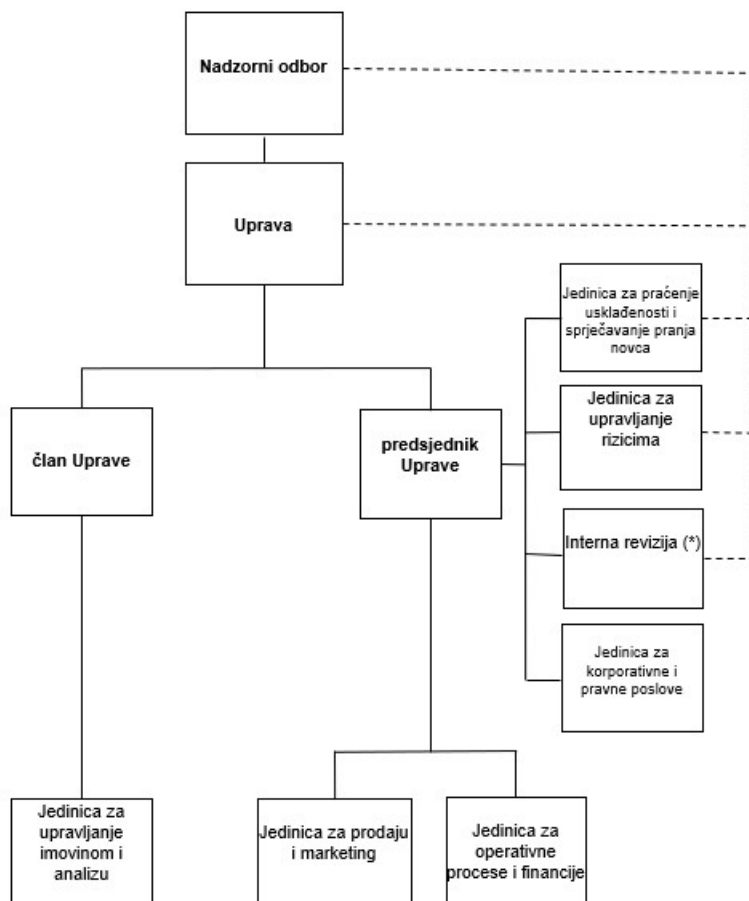 Nadzorni odbor
Uprava
Jedinica za praćenje
usklađenosti i
sprječavanje pranja
novca
Jedinica za
upravljanje
rizicima
član Uprave
predsjednik
Uprave
Interna revizija (*)
Jedinica za
korporativne i
pravne poslove
Jedinica za
upravljanje
imovinom i
analizu
Jedinica za prodaju
i marketing
Jedinica za
operativne
procese i financije